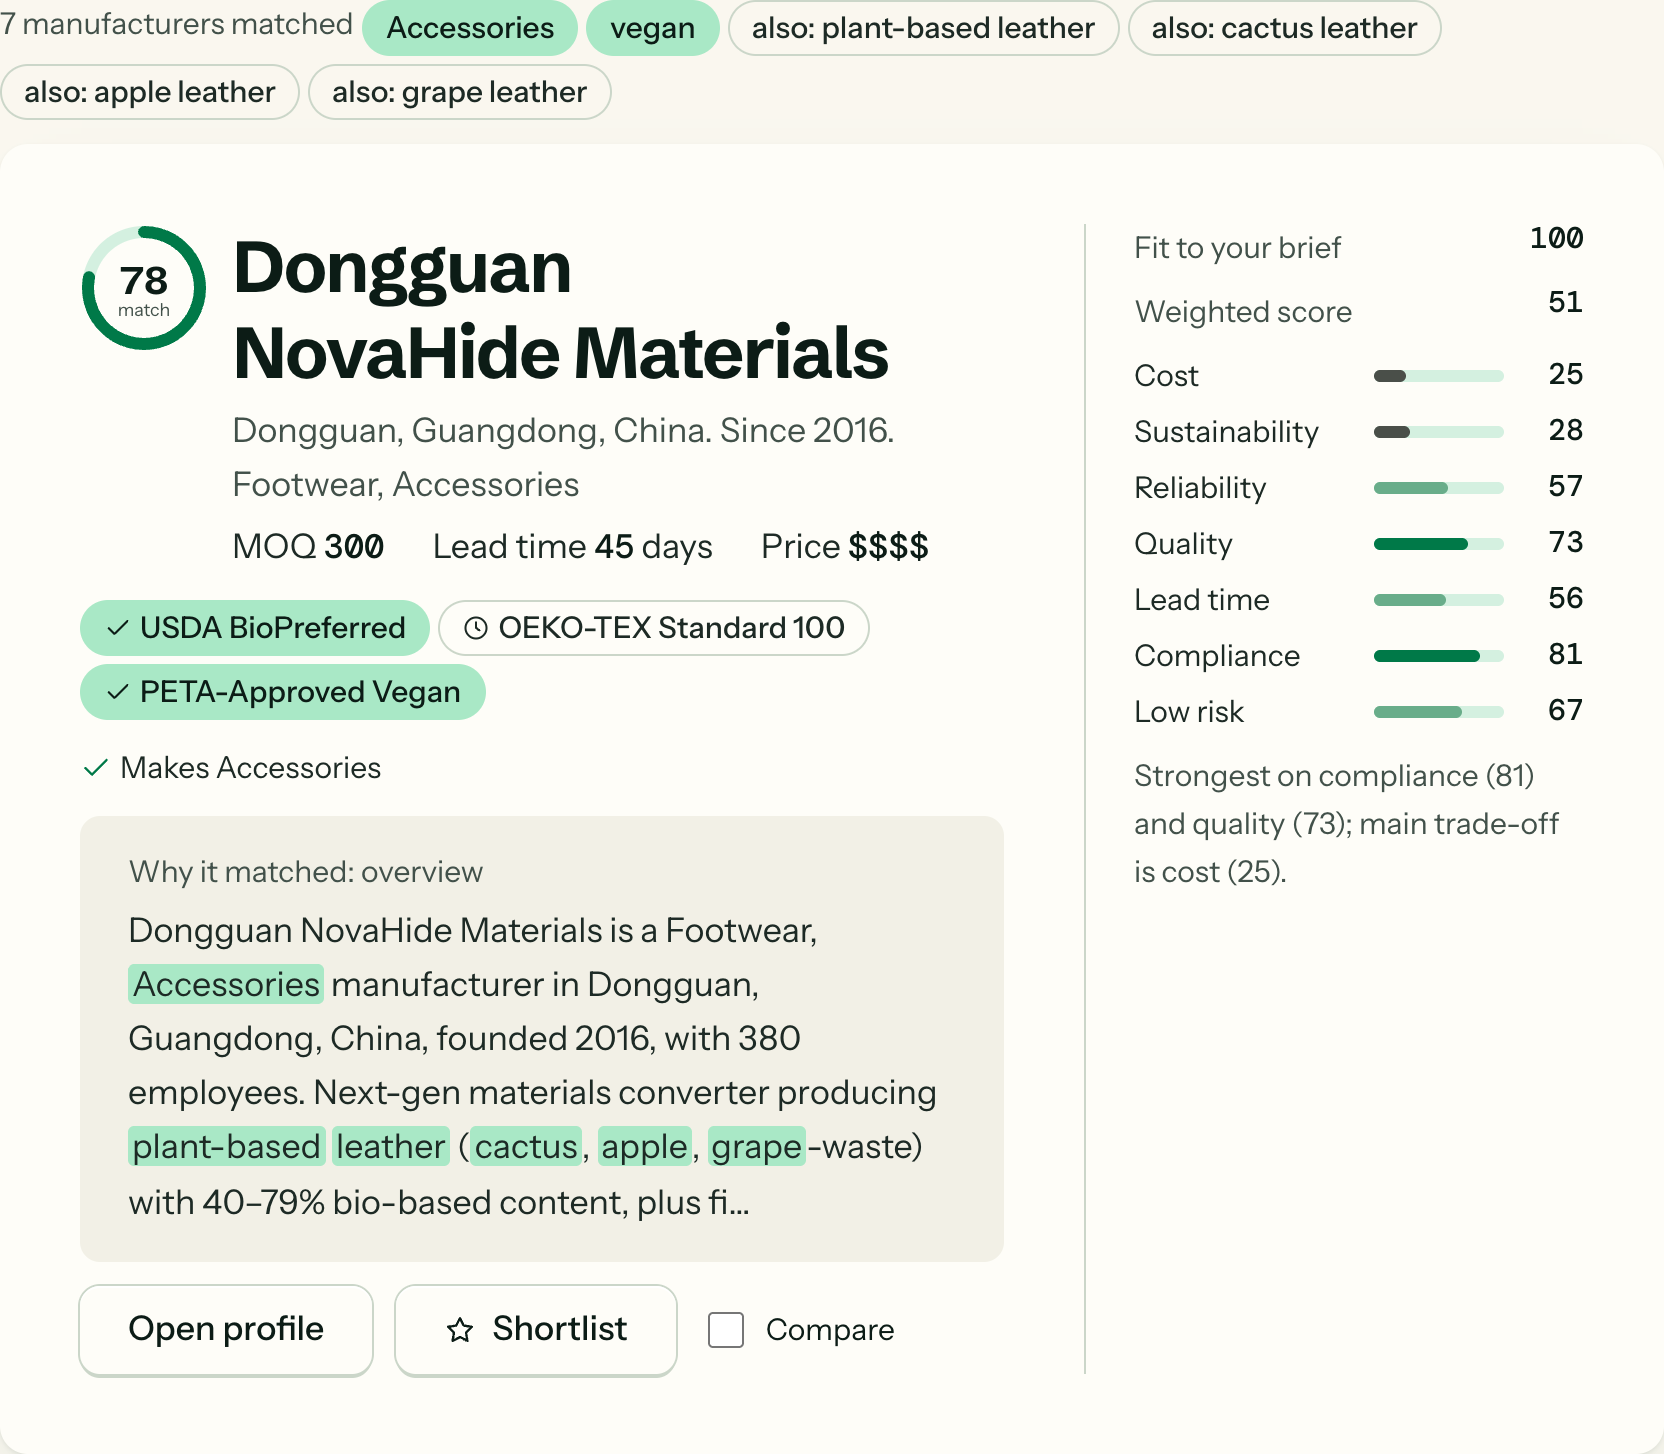 7 manufacturers matched Accessories vegan also: plant-based leather also: cactus leather
also: apple leather also: grape leather
78
match
Dongguan
NovaHide Materials
Dongguan, Guangdong, China. Since 2016.
Footwear, Accessories
MOQ 300 Lead time 45 days Price $$$$
USDA BioPreferred OEKO-TEX Standard 100
PETA-Approved Vegan
Makes Accessories
Why it matched: overview
Dongguan NovaHide Materials is a Footwear,
Accessories manufacturer in Dongguan,
Guangdong, China, founded 2016, with 380
employees. Next-gen materials converter producing
plant-based leather (cactus, apple, grape-waste)
with 40–79% bio-based content, plus fi...
Open profile Shortlist Compare
Fit to your brief 100
Weighted score 51
Cost 25
Sustainability 28
Reliability 57
Quality 73
Lead time 56
Compliance 81
Low risk 67
Strongest on compliance (81)
and quality (73); main trade-off
is cost (25).